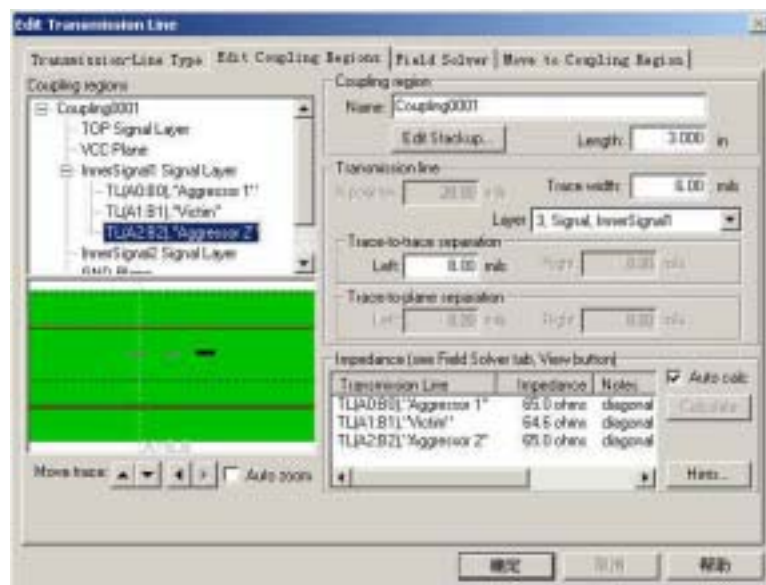 Edit Transmission Line
Transmission-Line Type Edit Coupling Regions Field Solver Move to Coupling Region
Coupling regions
Coupling0001
TOP Signal Layer
VCC Plane
InnerSignal1 Signal Layer
TL(A0:B0), "Aggressor 1"
TL(A1:B1), "Victim"
TL(A2:B2), "Aggressor 2"
InnerSignal2 Signal Layer
GND Plane
Move trace:
Auto zoom
Coupling region
Name: Coupling0001
Edit Stackup...
Length: 3.000 in
Transmission line
Trace width: 6.00 mils
Layer: 3, Signal, InnerSignal1
Trace-to-trace separation
Left: 8.00 mils Right:
Trace-to-plane separation
Left: Right:
Impedance (see Field Solver tab, View button)
Transmission Line Impedance Notes
TL(A0:B0), "Aggressor 1" 65.0 ohms diagonal
TL(A1:B1), "Victim" 64.6 ohms diagonal
TL(A2:B2), "Aggressor 2" 65.0 ohms diagonal
Auto calc
Calculate
Hints...
確定 取消 帮助